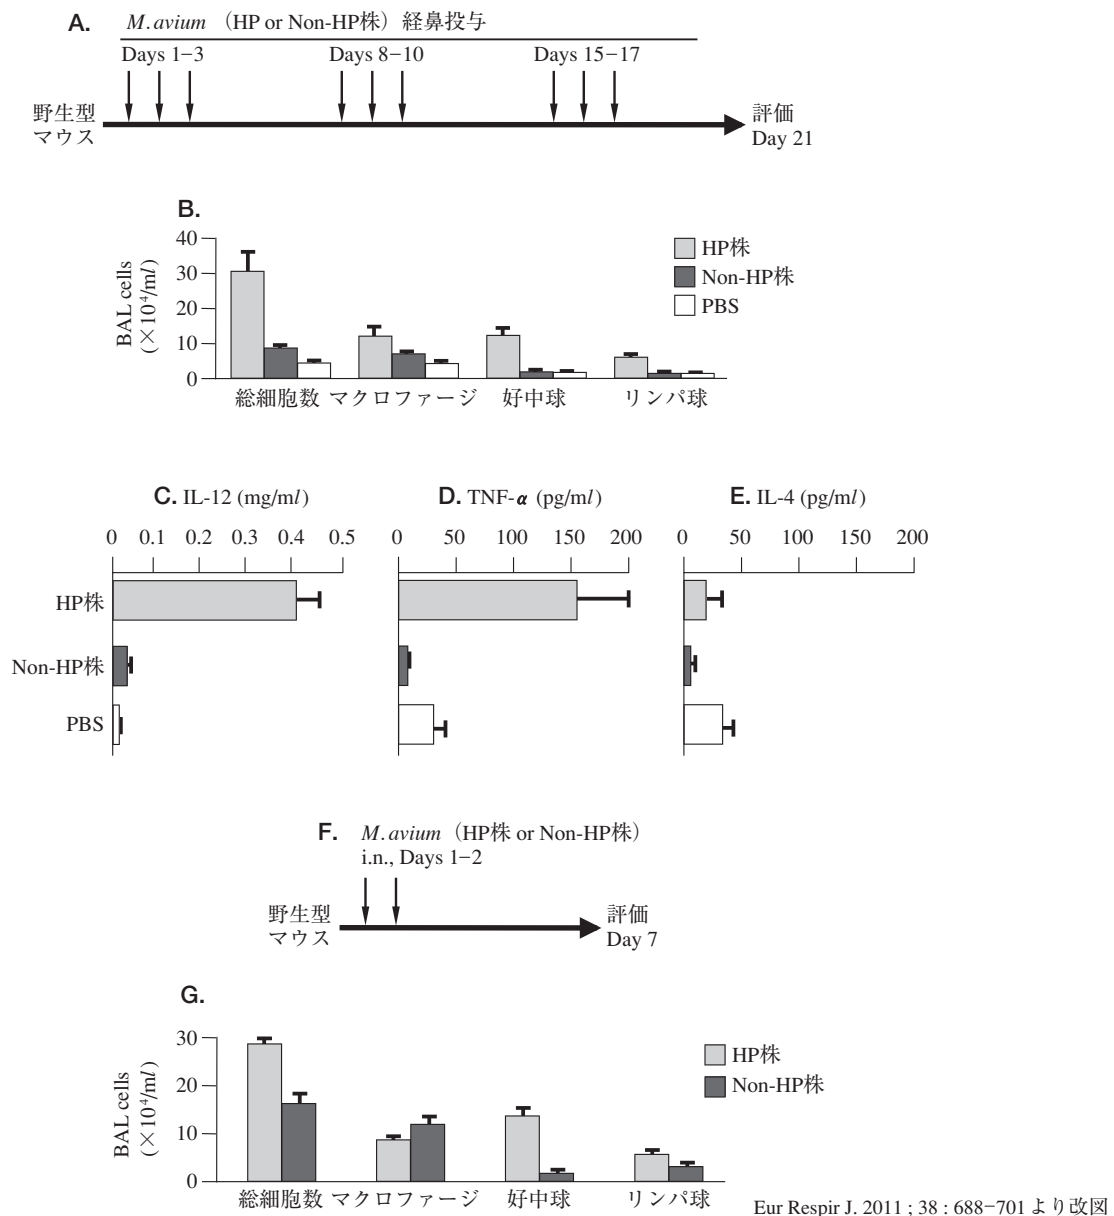 A. M. avium (HP or Non-HP株) 経鼻投与
Days 1−3 Days 8−10 Days 15−17
野生型
マウス
評価
Day 21
B.
BAL cells
(×10⁴/ml)
40
30
20
10
0
HP株
Non-HP株
PBS
総細胞数 マクロファージ 好中球 リンパ球
C. IL-12 (mg/ml)
0 0.1 0.2 0.3 0.4 0.5
D. TNF-α (pg/ml)
0 50 100 150 200
E. IL-4 (pg/ml)
0 50 100 150 200
HP株
Non-HP株
PBS
F. M. avium (HP株 or Non-HP株)
i.n., Days 1−2
野生型
マウス
評価
Day 7
G.
BAL cells
(×10⁴/ml)
30
20
10
0
HP株
Non-HP株
総細胞数 マクロファージ 好中球 リンパ球
Eur Respir J. 2011 ; 38 : 688−701 より改図